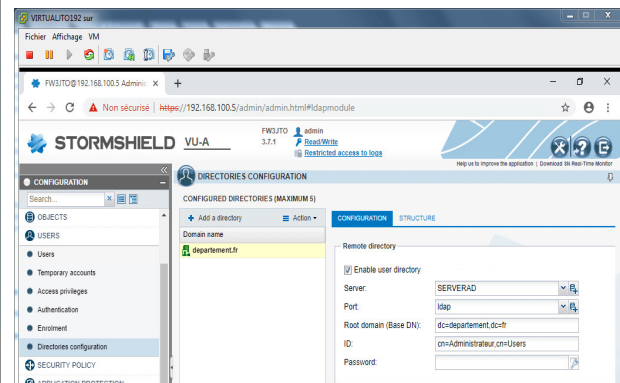 VIRTUALITO192 sur
Fichier Affichage VM
FW3JTO@192.168.100.5 Adminis
Non sécurisé | https://192.168.100.5/admin/admin.html#ldapmodule
STORMSHIELD VU-A
FW3JTO
3.7.1
admin
Read/Write
Restricted access to logs
Help us to improve the application | Download SN Real-Time Monitor
CONFIGURATION
Search...
OBJECTS
USERS
Users
Temporary accounts
Access privileges
Authentication
Enrolment
Directories configuration
SECURITY POLICY
APPLICATION PROTECTION
DIRECTORIES CONFIGURATION
CONFIGURED DIRECTORIES (MAXIMUM 5)
Add a directory Action
Domain name
departement.fr
CONFIGURATION STRUCTURE
Remote directory
Enable user directory
Server: SERVERAD
Port: ldap
Root domain (Base DN): dc=departement,dc=fr
ID: cn=Administrateur,cn=Users
Password: